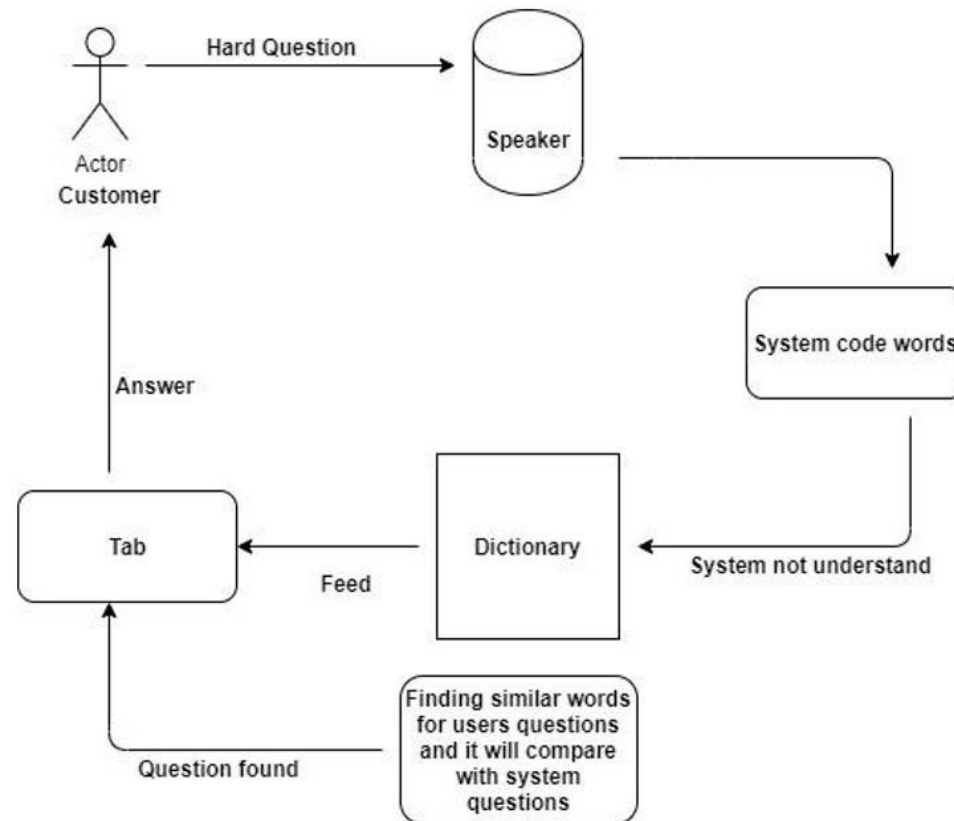 Hard Question
Speaker
Actor
Customer
System code words
Answer
Tab
Dictionary
Feed
System not understand
Finding similar words
for users questions
and it will compare
with system
questions
Question found